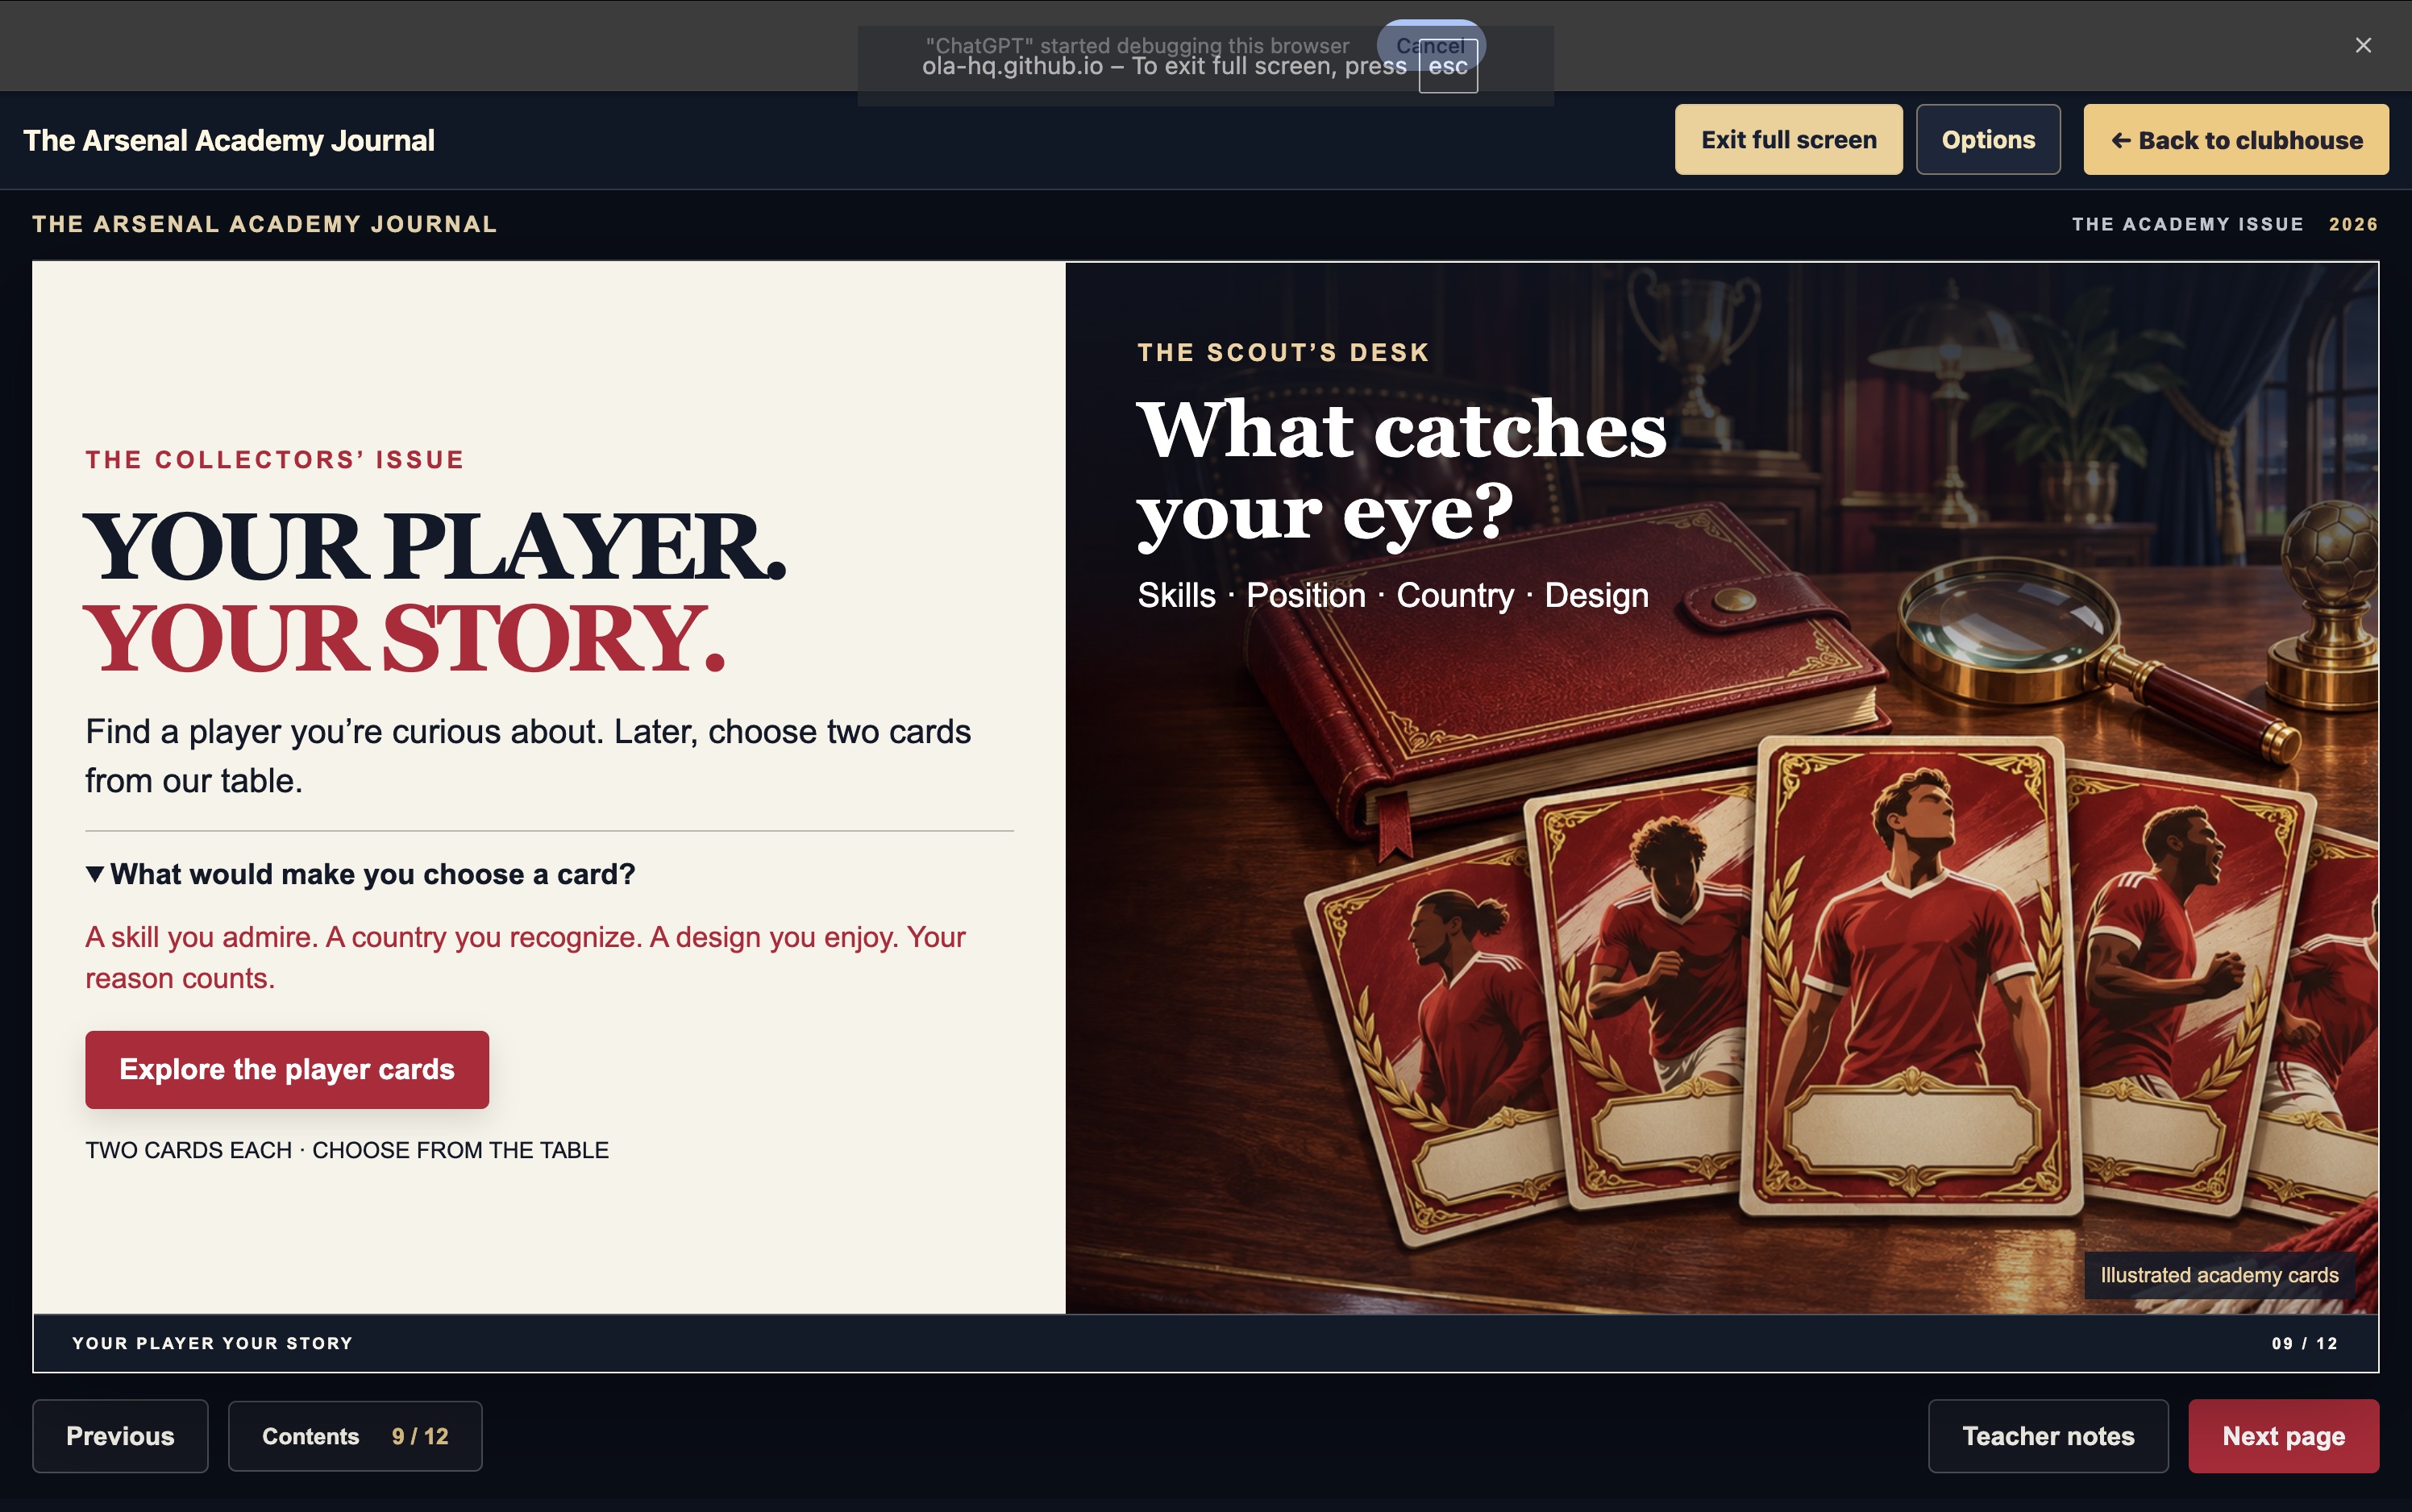 "ChatGPT" started debugging this browser
Cancel
ola-hq.github.io – To exit full screen, press esc
The Arsenal Academy Journal
Exit full screen
Options
← Back to clubhouse
THE ARSENAL ACADEMY JOURNAL
THE ACADEMY ISSUE 2026
THE COLLECTORS’ ISSUE
YOUR PLAYER.
YOUR STORY.
Find a player you’re curious about. Later, choose two cards
from our table.
▼ What would make you choose a card?
A skill you admire. A country you recognize. A design you enjoy. Your
reason counts.
Explore the player cards
TWO CARDS EACH · CHOOSE FROM THE TABLE
THE SCOUT’S DESK
What catches
your eye?
Skills · Position · Country · Design
Illustrated academy cards
YOUR PLAYER YOUR STORY
09 / 12
Previous
Contents 9 / 12
Teacher notes
Next page